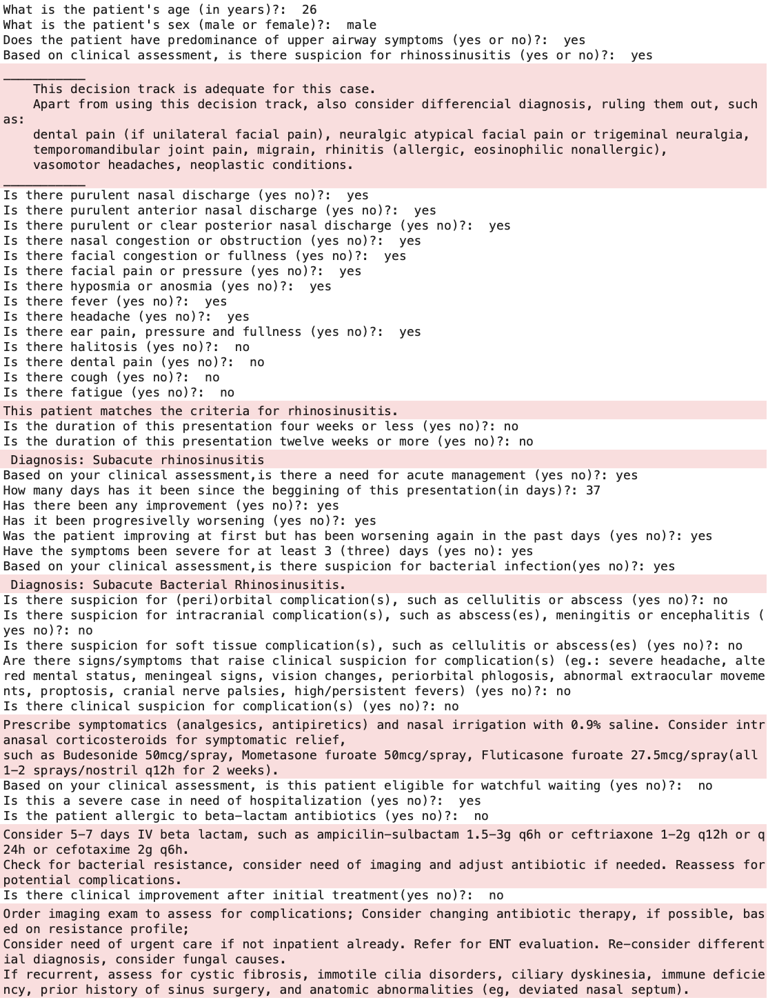 What is the patient's age (in years)?:  26
What is the patient's sex (male or female)?:  male
Does the patient have predominance of upper airway symptoms (yes or no)?:  yes
Based on clinical assessment, is there suspicion for rhinossinusitis (yes or no)?:  yes
___________
    This decision track is adequate for this case.
    Apart from using this decision track, also consider differencial diagnosis, ruling them out, such
as:
    dental pain (if unilateral facial pain), neuralgic atypical facial pain or trigeminal neuralgia,
    temporomandibular joint pain, migrain, rhinitis (allergic, eosinophilic nonallergic),
    vasomotor headaches, neoplastic conditions.
___________
Is there purulent nasal discharge (yes no)?:  yes
Is there purulent anterior nasal discharge (yes no)?:  yes
Is there purulent or clear posterior nasal discharge (yes no)?:  yes
Is there nasal congestion or obstruction (yes no)?:  yes
Is there facial congestion or fullness (yes no)?:  yes
Is there facial pain or pressure (yes no)?:  yes
Is there hyposmia or anosmia (yes no)?:  yes
Is there fever (yes no)?:  yes
Is there headache (yes no)?:  yes
Is there ear pain, pressure and fullness (yes no)?:  yes
Is there halitosis (yes no)?:  no
Is there dental pain (yes no)?:  no
Is there cough (yes no)?:  no
Is there fatigue (yes no)?:  no
This patient matches the criteria for rhinosinusitis.
Is the duration of this presentation four weeks or less (yes no)?: no
Is the duration of this presentation twelve weeks or more (yes no)?: no
 Diagnosis: Subacute rhinosinusitis
Based on your clinical assessment,is there a need for acute management (yes no)?: yes
How many days has it been since the beggining of this presentation(in days)?: 37
Has there been any improvement (yes no)?: yes
Has it been progresivelly worsening (yes no)?: yes
Was the patient improving at first but has been worsening again in the past days (yes no)?: yes
Have the symptoms been severe for at least 3 (three) days (yes no): yes
Based on your clinical assessment,is there suspicion for bacterial infection(yes no)?: yes
 Diagnosis: Subacute Bacterial Rhinosinusitis.
Is there suspicion for (peri)orbital complication(s), such as cellulitis or abscess (yes no)?: no
Is there suspicion for intracranial complication(s), such as abscess(es), meningitis or encephalitis (
yes no)?: no
Is there suspicion for soft tissue complication(s), such as cellulitis or abscess(es) (yes no)?: no
Are there signs/symptoms that raise clinical suspicion for complication(s) (eg.: severe headache, alte
red mental status, meningeal signs, vision changes, periorbital phlogosis, abnormal extraocular moveme
nts, proptosis, cranial nerve palsies, high/persistent fevers) (yes no)?: no
Is there clinical suspicion for complication(s) (yes no)?: no
Prescribe symptomatics (analgesics, antipiretics) and nasal irrigation with 0.9% saline. Consider intr
anasal corticosteroids for symptomatic relief,
such as Budesonide 50mcg/spray, Mometasone furoate 50mcg/spray, Fluticasone furoate 27.5mcg/spray(all
1-2 sprays/nostril q12h for 2 weeks).
Based on your clinical assessment, is this patient eligible for watchful waiting (yes no)?:  no
Is this a severe case in need of hospitalization (yes no)?:  yes
Is the patient allergic to beta-lactam antibiotics (yes no)?:  no
Consider 5-7 days IV beta lactam, such as ampicilin-sulbactam 1.5-3g q6h or ceftriaxone 1-2g q12h or q
24h or cefotaxime 2g q6h.
Check for bacterial resistance, consider need of imaging and adjust antibiotic if needed. Reassess for
potential complications.
Is there clinical improvement after initial treatment(yes no)?:  no
Order imaging exam to assess for complications; Consider changing antibiotic therapy, if possible, bas
ed on resistance profile;
Consider need of urgent care if not inpatient already. Refer for ENT evaluation. Re-consider different
ial diagnosis, consider fungal causes.
If recurrent, assess for cystic fibrosis, immotile cilia disorders, ciliary dyskinesia, immune deficie
ncy, prior history of sinus surgery, and anatomic abnormalities (eg, deviated nasal septum).